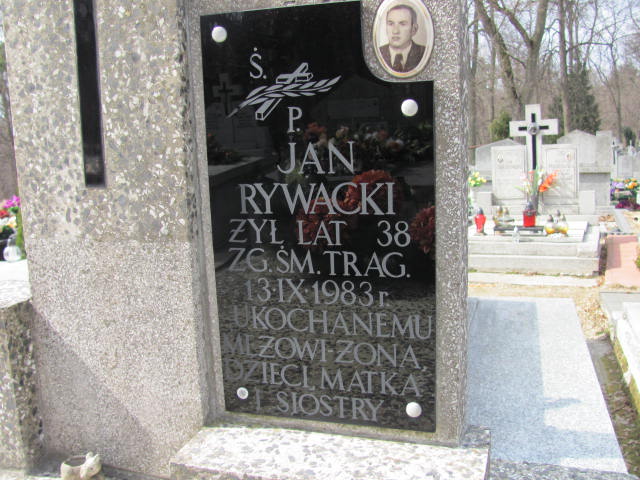 Ś.
P.
JAN
RYWACKI
ŻYŁ LAT 38
ZG. ŚM. TRAG.
13·IX·1983 r.
UKOCHANEMU
MĘŻOWI-ŻONA,
DZIECI, MATKA
I SIOSTRY